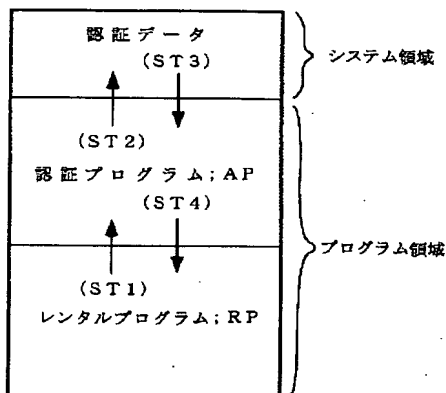 認証データ
(ST3)
システム領域
(ST2)
認証プログラム;AP
(ST4)
プログラム領域
(ST1)
レンタルプログラム;RP